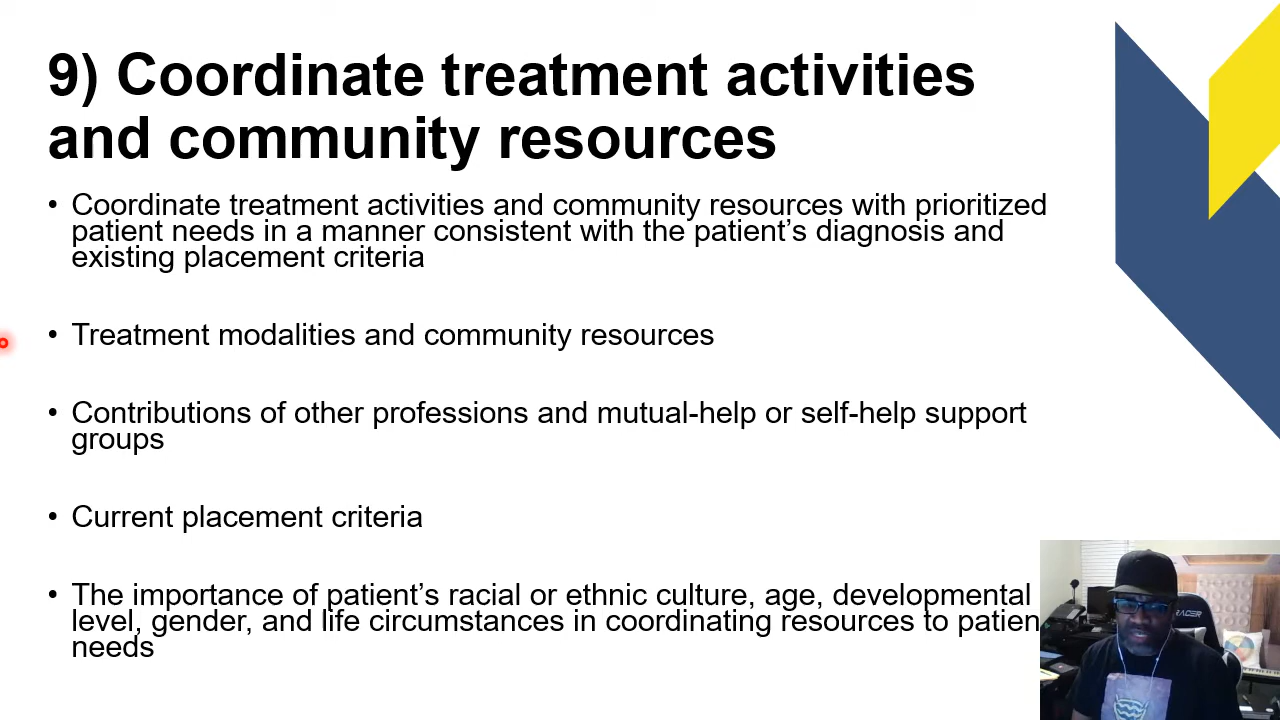 9) Coordinate treatment activities
and community resources
• Coordinate treatment activities and community resources with prioritized
patient needs in a manner consistent with the patient’s diagnosis and
existing placement criteria
• Treatment modalities and community resources
• Contributions of other professions and mutual-help or self-help support
groups
• Current placement criteria
• The importance of patient’s racial or ethnic culture, age, developmental
level, gender, and life circumstances in coordinating resources to patien
needs
RACER